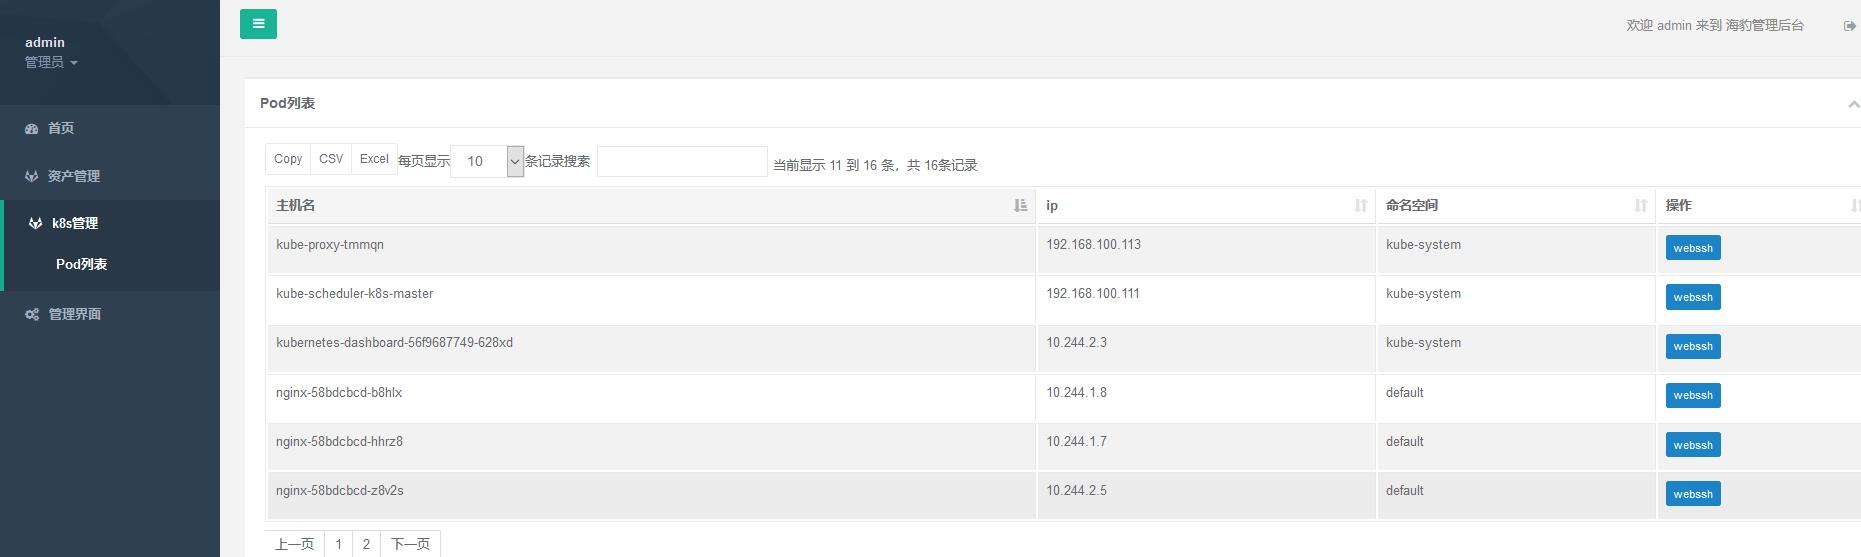 admin
管理员
首页
资产管理
k8s管理
Pod列表
管理界面
欢迎 admin 来到 海豹管理后台
Pod列表
Copy CSV Excel 每页显示 10 条记录搜索 当前显示 11 到 16 条，共 16条记录
主机名 ip 命名空间 操作
kube-proxy-tmmqn 192.168.100.113 kube-system webssh
kube-scheduler-k8s-master 192.168.100.111 kube-system webssh
kubernetes-dashboard-56f9687749-628xd 10.244.2.3 kube-system webssh
nginx-58bdcbcd-b8hlx 10.244.1.8 default webssh
nginx-58bdcbcd-hhrz8 10.244.1.7 default webssh
nginx-58bdcbcd-z8v2s 10.244.2.5 default webssh
上一页 1 2 下一页